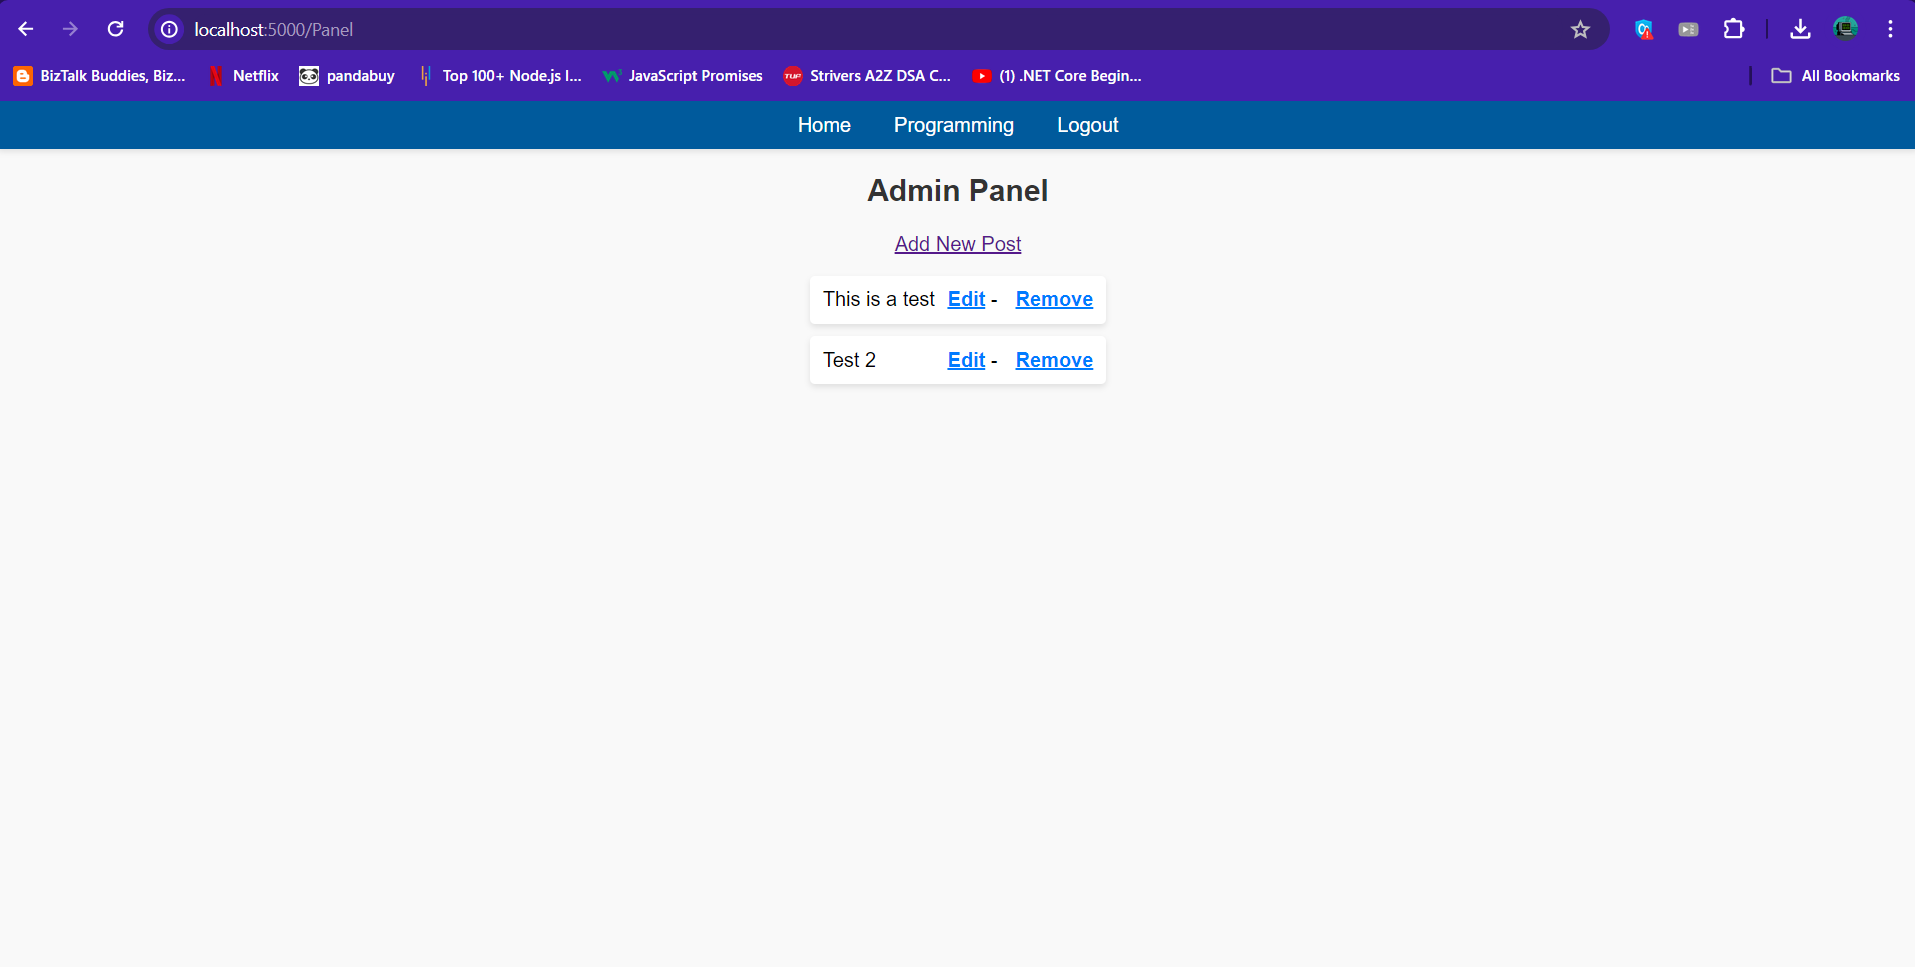 localhost:5000/Panel
BizTalk Buddies, Biz... Netflix pandabuy Top 100+ Node.js I... JavaScript Promises TUF Strivers A2Z DSA C... (1) .NET Core Begin... All Bookmarks
Home Programming Logout
Admin Panel
Add New Post
This is a test Edit - Remove
Test 2 Edit - Remove